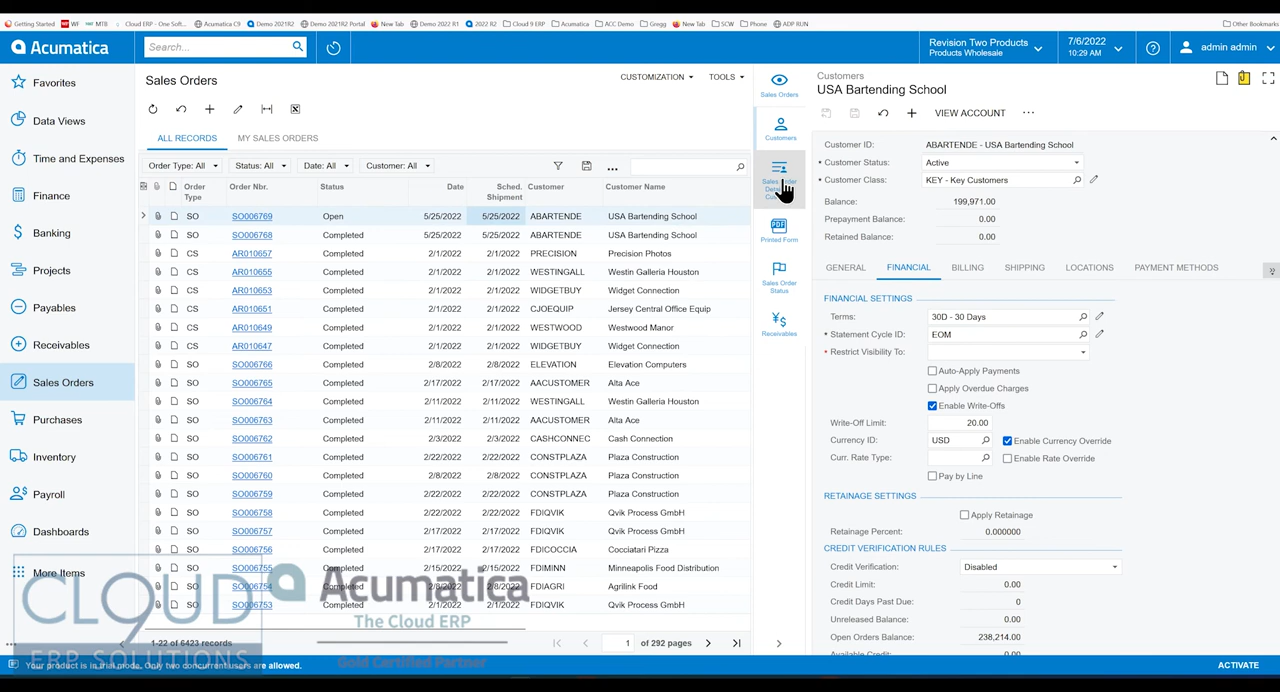 Getting Started WF MTB Cloud ERP - One Soft... Acumatica C9 Demo 2021R2 Demo 2021R2 Portal New Tab Demo 2022 R1 2022 R2 Cloud 9 ERP Acumatica ACC Demo Gregg New Tab SCW Phone ADP RUN Other Bookmarks
Acumatica Search... Revision Two Products Products Wholesale 7/6/2022 10:29 AM admin admin
Favorites
Data Views
Time and Expenses
Finance
Banking
Projects
Payables
Receivables
Sales Orders
Purchases
Inventory
Payroll
Dashboards
More Items
Sales Orders CUSTOMIZATION TOOLS
ALL RECORDS MY SALES ORDERS
Order Type: All Status: All Date: All Customer: All ...
Order Type Order Nbr. Status Date Sched. Shipment Customer Customer Name
SO SO006769 Open 5/25/2022 5/25/2022 ABARTENDE USA Bartending School
SO SO006768 Completed 5/25/2022 5/25/2022 ABARTENDE USA Bartending School
CS AR010657 Completed 2/1/2022 2/1/2022 PRECISION Precision Photos
CS AR010655 Completed 2/1/2022 2/1/2022 WESTINGALL Westin Galleria Houston
CS AR010653 Completed 2/1/2022 2/1/2022 WIDGETBUY Widget Connection
CS AR010651 Completed 2/1/2022 2/1/2022 CJOEQUIP Jersey Central Office Equip
CS AR010649 Completed 2/1/2022 2/1/2022 WESTWOOD Westwood Manor
CS AR010647 Completed 2/1/2022 2/1/2022 WIDGETBUY Widget Connection
SO SO006766 Completed 2/8/2022 2/8/2022 ELEVATION Elevation Computers
SO SO006765 Completed 2/17/2022 2/17/2022 AACUSTOMER Alta Ace
SO SO006764 Completed 2/11/2022 2/11/2022 WESTINGALL Westin Galleria Houston
SO SO006763 Completed 2/11/2022 2/11/2022 AACUSTOMER Alta Ace
SO SO006762 Completed 2/3/2022 2/3/2022 CASHCONNEC Cash Connection
SO SO006761 Completed 2/22/2022 2/22/2022 CONSTPLAZA Plaza Construction
SO SO006760 Completed 2/8/2022 2/8/2022 CONSTPLAZA Plaza Construction
SO SO006759 Completed 2/22/2022 2/22/2022 CONSTPLAZA Plaza Construction
SO SO006758 Completed 2/22/2022 2/22/2022 FDIQVIK Qvik Process GmbH
SO SO006757 Completed 2/17/2022 2/17/2022 FDIQVIK Qvik Process GmbH
SO SO006756 Completed 2/17/2022 2/17/2022 FDICOCCIA Cocciatari Pizza
SO SO006755 Completed 2/15/2022 2/15/2022 FDIMINN Minneapolis Food Distribution
SO SO006754 Completed 2/8/2022 2/8/2022 FDIAGRI Agrilink Food
SO SO006753 Completed 2/1/2022 2/1/2022 FDIQVIK Qvik Process GmbH
1-22 of 6423 records 1 of 292 pages
Sales Orders
Customers
Sales Order
Printed Form
Sales Order Status
Receivables
Customers
USA Bartending School
VIEW ACCOUNT ...
Customer ID: ABARTENDE - USA Bartending School
Customer Status: Active
Customer Class: KEY - Key Customers
Balance: 199,971.00
Prepayment Balance: 0.00
Retained Balance: 0.00
GENERAL FINANCIAL BILLING SHIPPING LOCATIONS PAYMENT METHODS
FINANCIAL SETTINGS
Terms: 30D - 30 Days
Statement Cycle ID: EOM
Restrict Visibility To:
Auto-Apply Payments
Apply Overdue Charges
Enable Write-Offs
Write-Off Limit: 20.00
Currency ID: USD Enable Currency Override
Curr. Rate Type: Enable Rate Override
Pay by Line
RETAINAGE SETTINGS
Apply Retainage
Retainage Percent: 0.000000
CREDIT VERIFICATION RULES
Credit Verification: Disabled
Credit Limit: 0.00
Credit Days Past Due: 0
Unreleased Balance: 0.00
Open Orders Balance: 238,214.00
Available Credit: 0.00
CLOUD
ERP SOLUTIONS
Acumatica
The Cloud ERP
Gold Certified Partner
Your product is in trial mode. Only two concurrent users are allowed. ACTIVATE